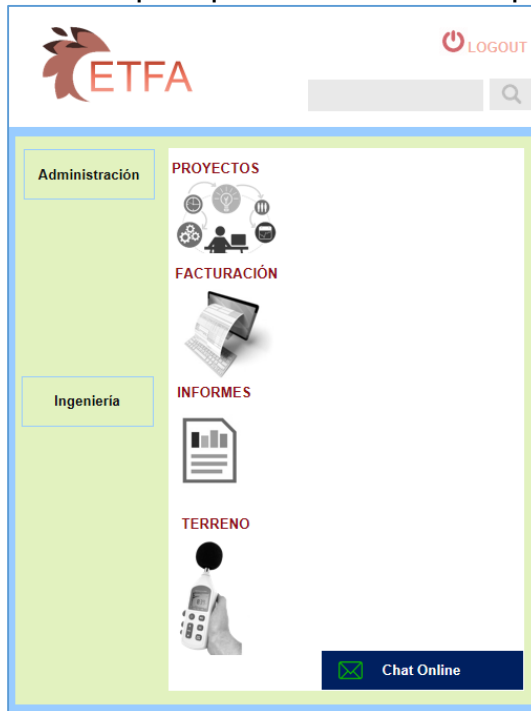 ETFA
LOGOUT
Administración
PROYECTOS
FACTURACIÓN
Ingeniería
INFORMES
TERRENO
Chat Online